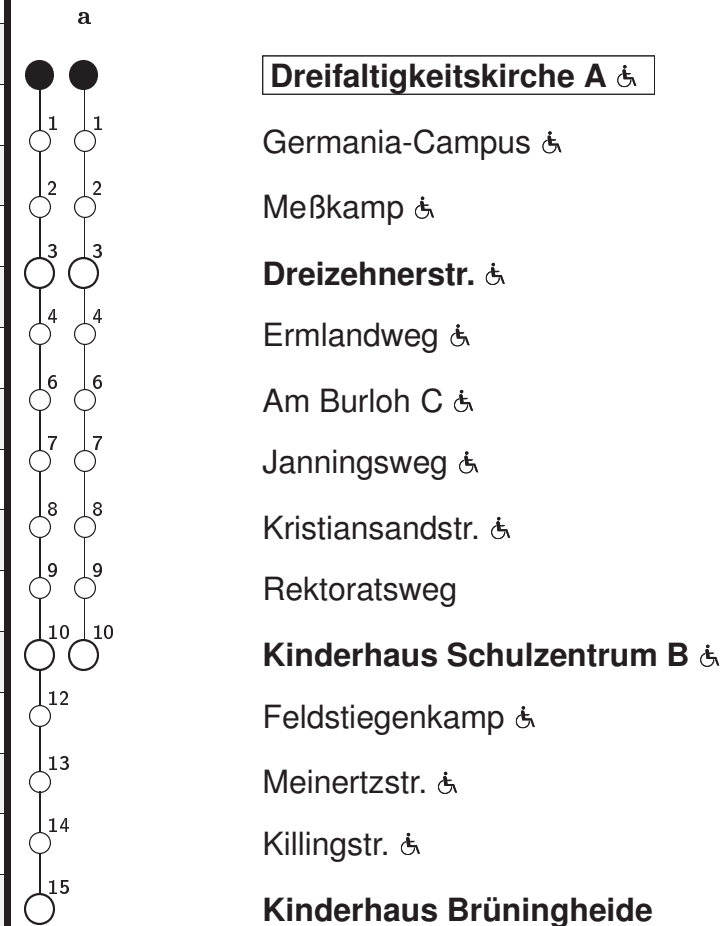 a
Dreifaltigkeitskirche A
1 1 Germania-Campus
2 2 Meßkamp
3 3 Dreizehnerstr.
4 4 Ermlandweg
6 6 Am Burloh C
7 7 Janningsweg
8 8 Kristiansandstr.
9 9 Rektoratsweg
10 10 Kinderhaus Schulzentrum B
12 Feldstiegenkamp
13 Meinertzstr.
14 Killingstr.
15 Kinderhaus Brüningheide